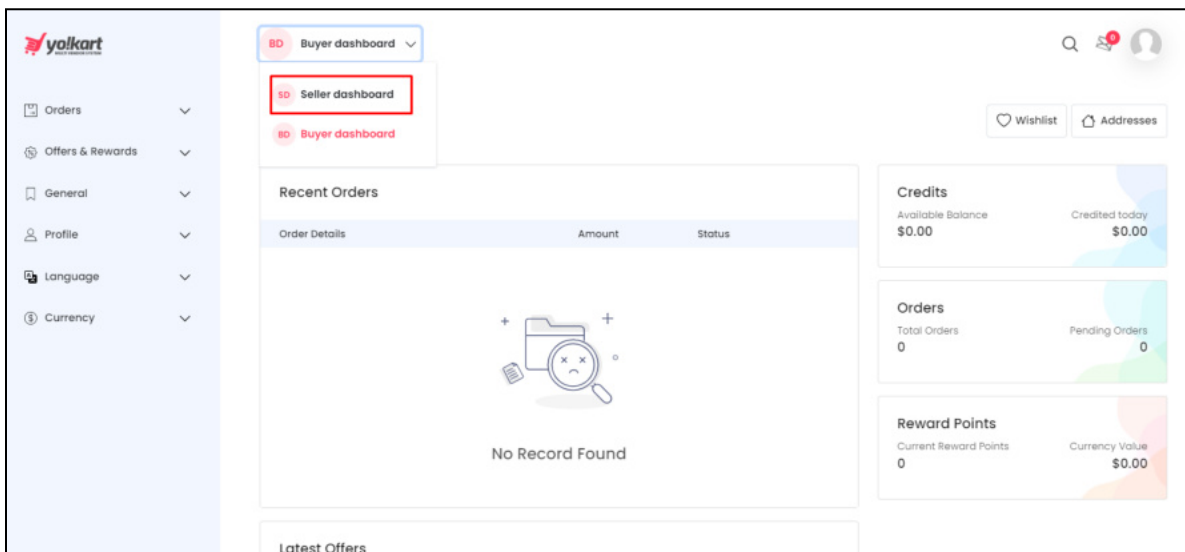 yo!kart
BD Buyer dashboard
0
SD Seller dashboard
BD Buyer dashboard
Orders
Offers & Rewards
General
Profile
Language
Currency
Wishlist
Addresses
Recent Orders
Order Details Amount Status
No Record Found
Credits
Available Balance Credited today
$0.00 $0.00
Orders
Total Orders Pending Orders
0 0
Reward Points
Current Reward Points Currency Value
0 $0.00
Latest Offers